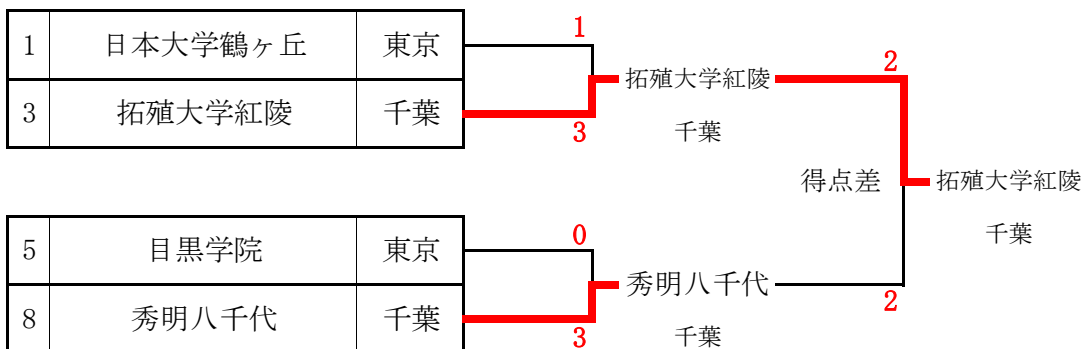 1 日本大学鶴ヶ丘 東京 1
3 拓殖大学紅陵 千葉 3
拓殖大学紅陵 2
千葉
得点差
拓殖大学紅陵
千葉
5 目黒学院 東京 0
8 秀明八千代 千葉 3
秀明八千代 2
千葉